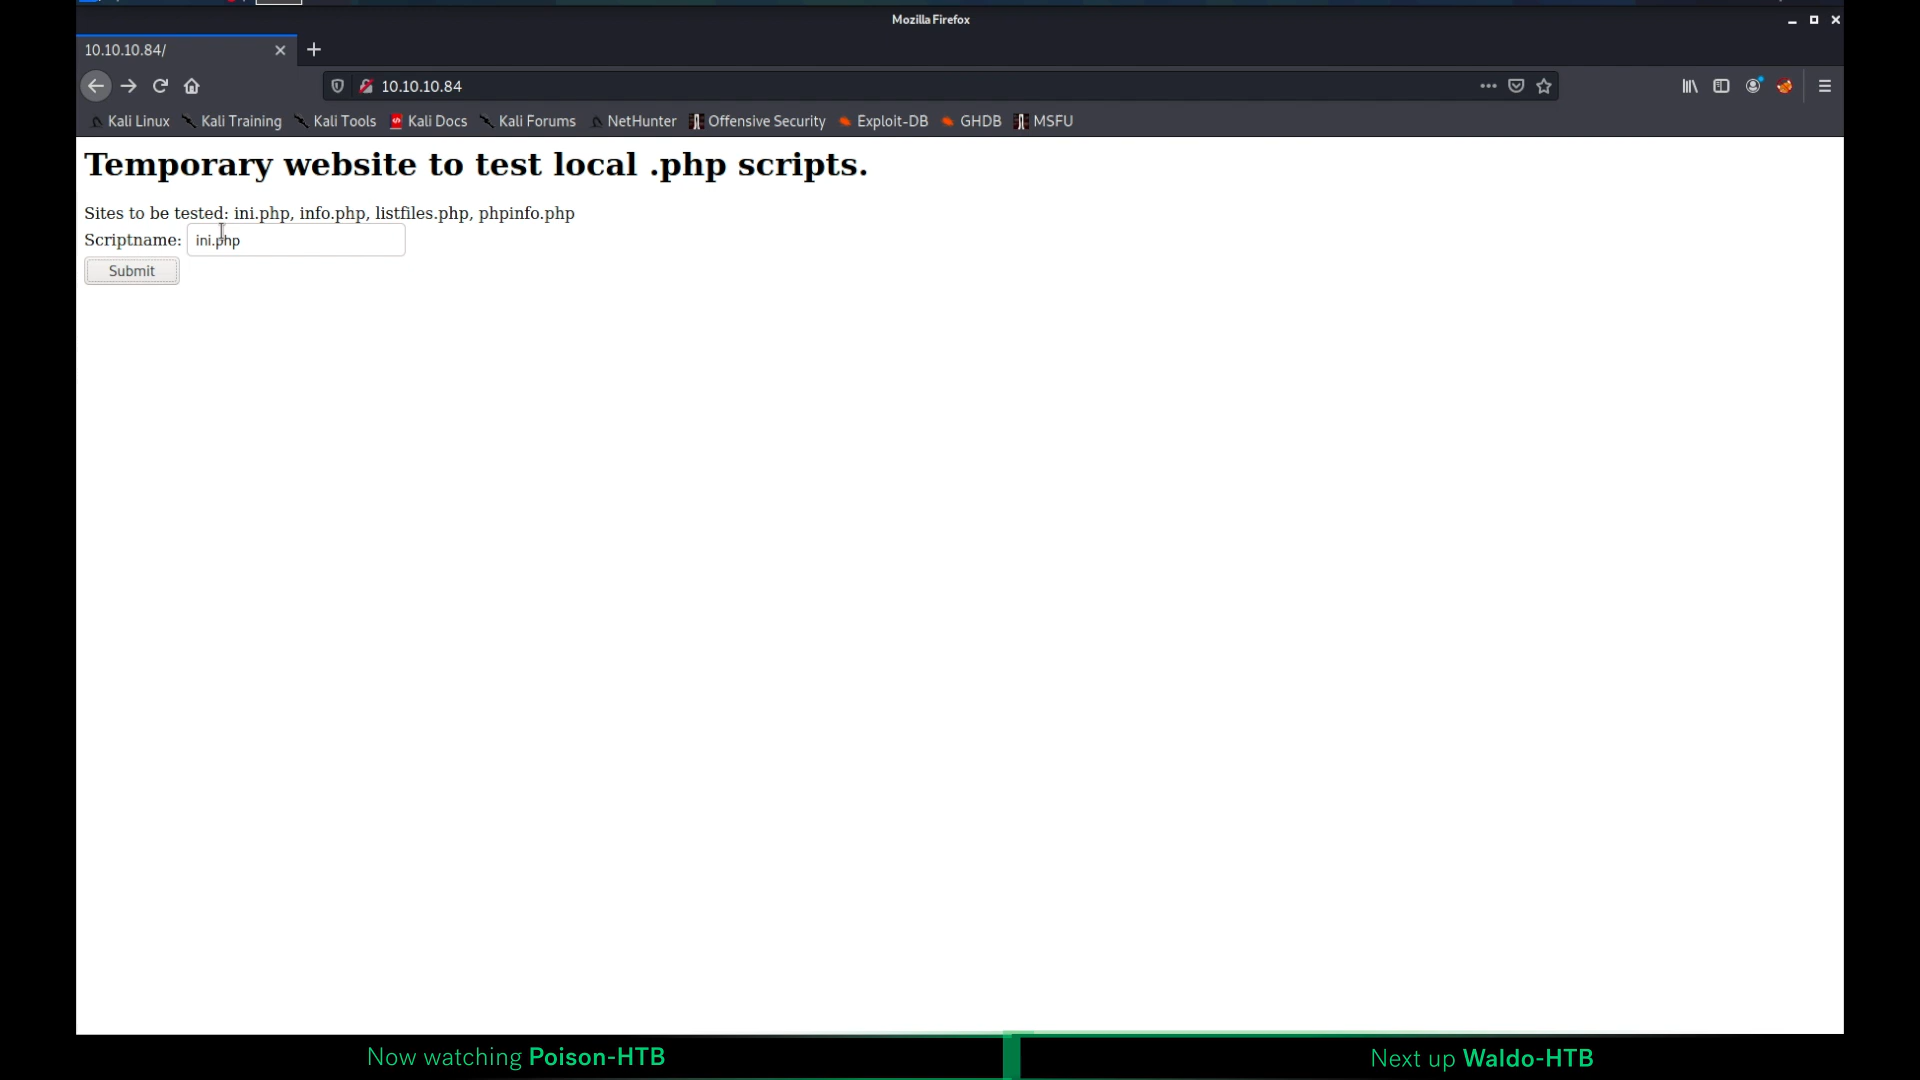 Mozilla Firefox
10.10.10.84/
10.10.10.84
Kali Linux Kali Training Kali Tools Kali Docs Kali Forums NetHunter Offensive Security Exploit-DB GHDB MSFU
Temporary website to test local .php scripts.
Sites to be tested: ini.php, info.php, listfiles.php, phpinfo.php
Scriptname: ini.php
Submit
Now watching Poison-HTB
Next up Waldo-HTB